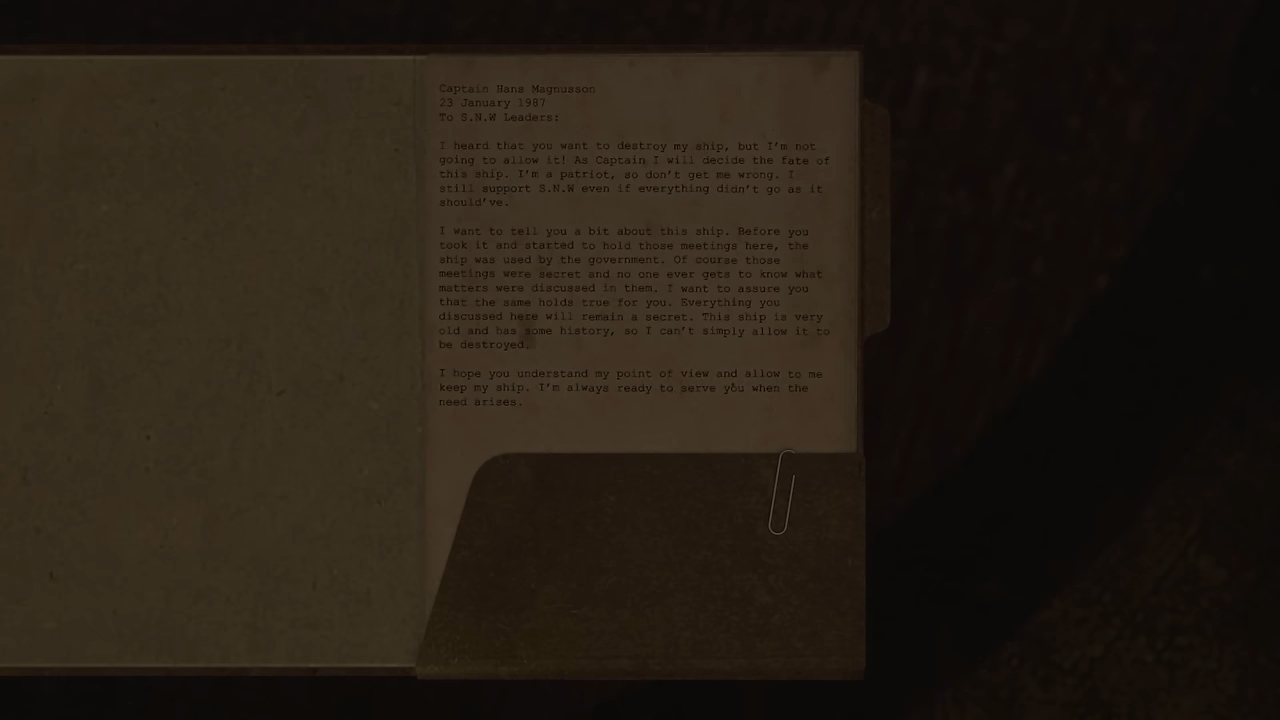 Captain Hans Magnusson
23 January 1987
To S.N.W Leaders:
I heard that you want to destroy my ship, but I'm not
going to allow it! As Captain I will decide the fate of
this ship. I'm a patriot, so don't get me wrong. I
still support S.N.W even if everything didn't go as it
should've.
I want to tell you a bit about this ship. Before you
took it and started to hold those meetings here, the
ship was used by the government. Of course those
meetings were secret and no one ever gets to know what
matters were discussed in them. I want to assure you
that the same holds true for you. Everything you
discussed here will remain a secret. This ship is very
old and has some history, so I can't simply allow it to
be destroyed.
I hope you understand my point of view and allow to me
keep my ship. I'm always ready to serve you when the
need arises.